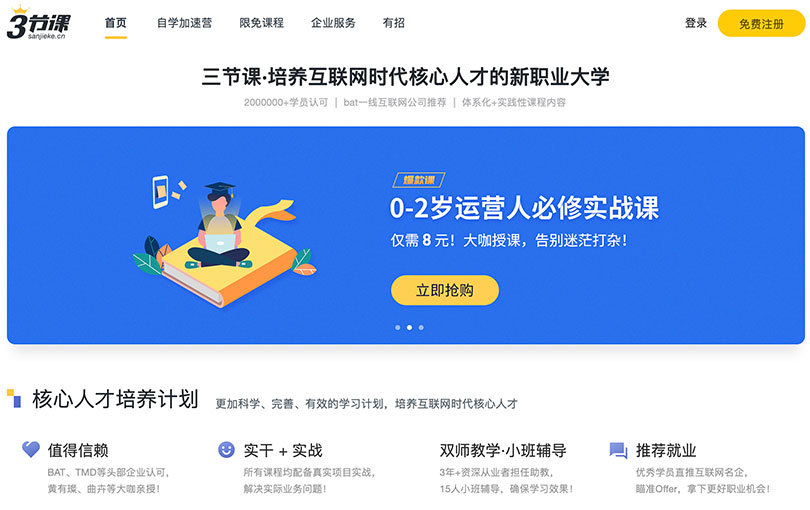 3节课
sanjieke.cn
首页 自学加速营 限免课程 企业服务 有招 登录 免费注册
三节课·培养互联网时代核心人才的新职业大学
2000000+学员认可 | bat一线互联网公司推荐 | 体系化+实践性课程内容
爆款课
0-2岁运营人必修实战课
仅需 8 元！大咖授课，告别迷茫打杂！
立即抢购
核心人才培养计划 更加科学、完善、有效的学习计划，培养互联网时代核心人才
值得信赖 实干 + 实战 双师教学·小班辅导 推荐就业
BAT、TMD等头部企业认可， 所有课程均配备真实项目实战， 3年+资深从业者担任助教， 优秀学员直推互联网名企，
黄有璨、曲卉等大咖亲授！ 解决实际业务问题！ 15人小班辅导，确保学习效果！ 瞄准Offer，拿下更好职业机会！